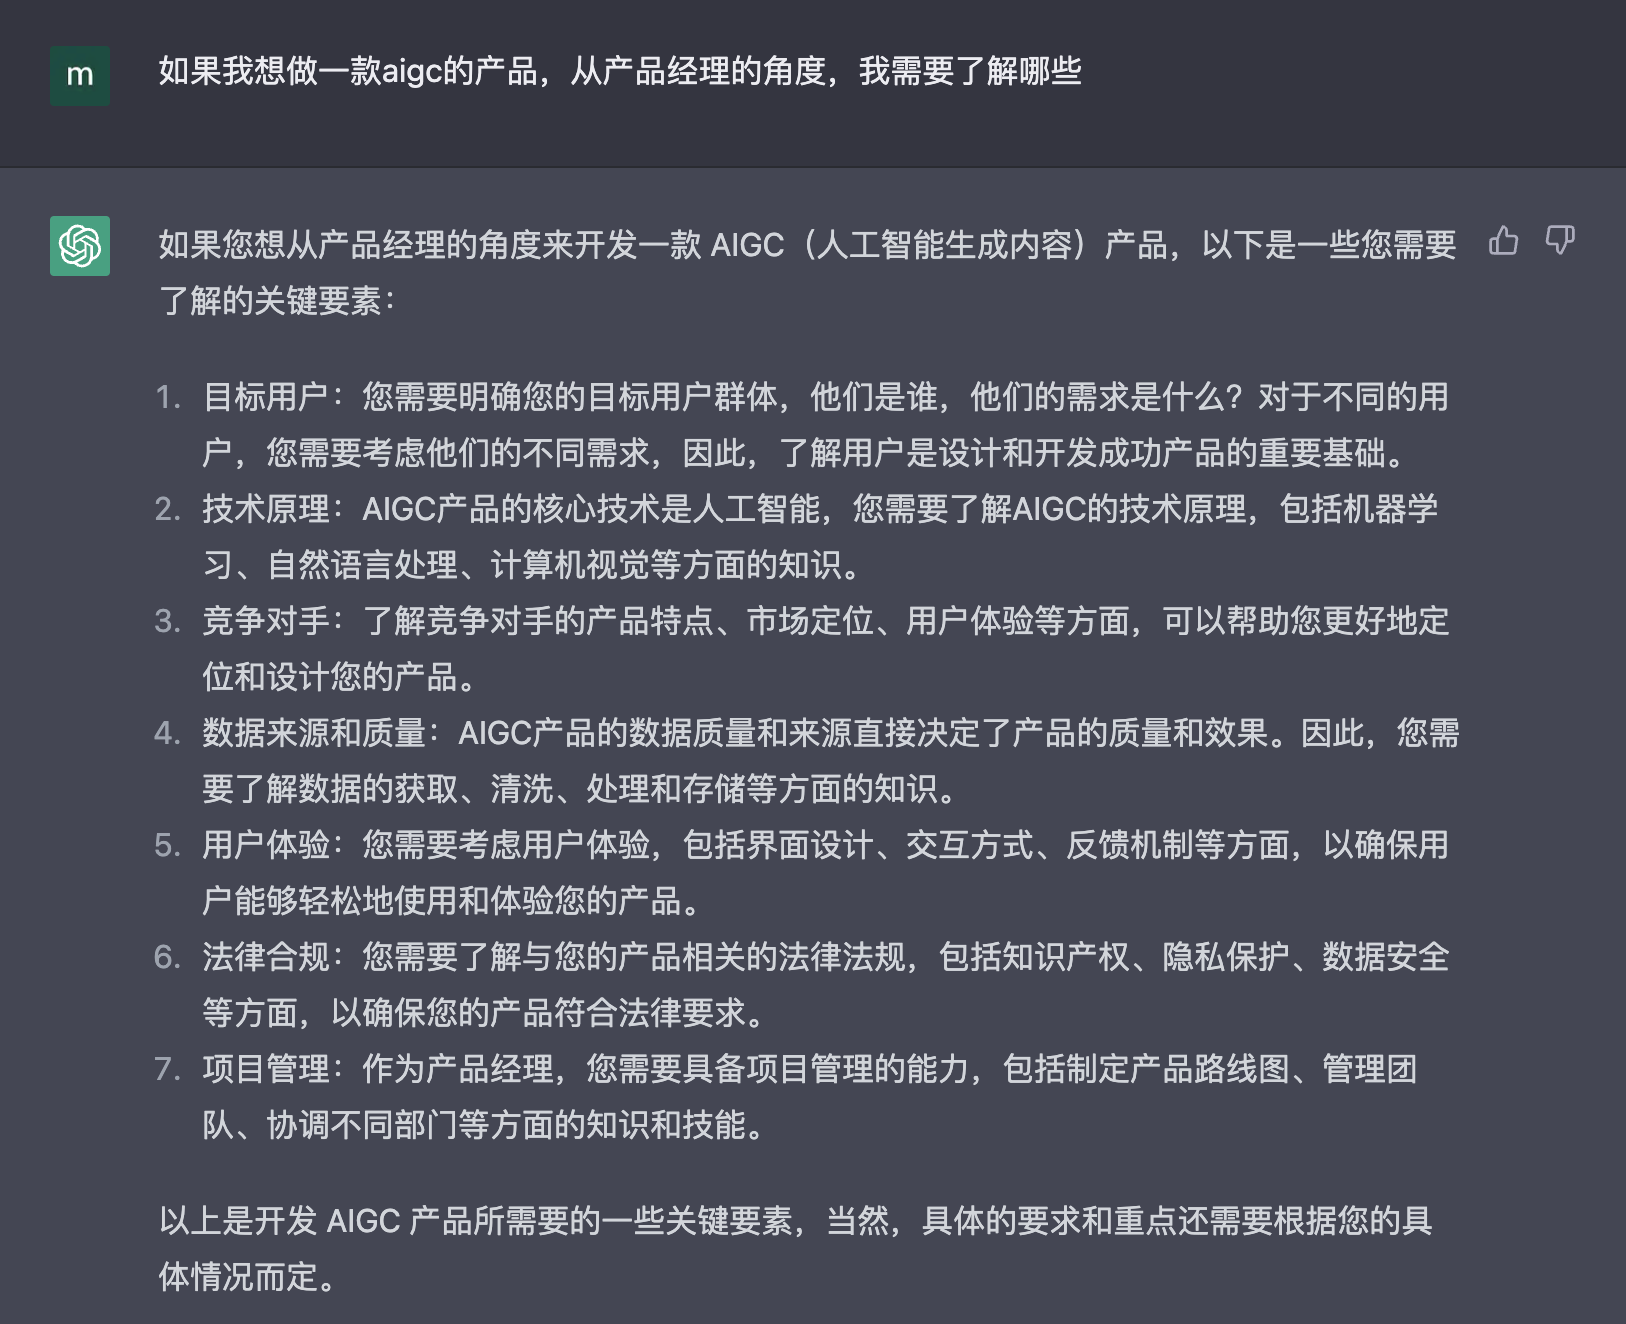 m
如果我想做一款aigc的产品，从产品经理的角度，我需要了解哪些
如果您想从产品经理的角度来开发一款 AIGC（人工智能生成内容）产品，以下是一些您需要
了解的关键要素：
1. 目标用户：您需要明确您的目标用户群体，他们是谁，他们的需求是什么？对于不同的用
户，您需要考虑他们的不同需求，因此，了解用户是设计和开发成功产品的重要基础。
2. 技术原理：AIGC产品的核心技术是人工智能，您需要了解AIGC的技术原理，包括机器学
习、自然语言处理、计算机视觉等方面的知识。
3. 竞争对手：了解竞争对手的产品特点、市场定位、用户体验等方面，可以帮助您更好地定
位和设计您的产品。
4. 数据来源和质量：AIGC产品的数据质量和来源直接决定了产品的质量和效果。因此，您需
要了解数据的获取、清洗、处理和存储等方面的知识。
5. 用户体验：您需要考虑用户体验，包括界面设计、交互方式、反馈机制等方面，以确保用
户能够轻松地使用和体验您的产品。
6. 法律合规：您需要了解与您的产品相关的法律法规，包括知识产权、隐私保护、数据安全
等方面，以确保您的产品符合法律要求。
7. 项目管理：作为产品经理，您需要具备项目管理的能力，包括制定产品路线图、管理团
队、协调不同部门等方面的知识和技能。
以上是开发 AIGC 产品所需要的一些关键要素，当然，具体的要求和重点还需要根据您的具
体情况而定。